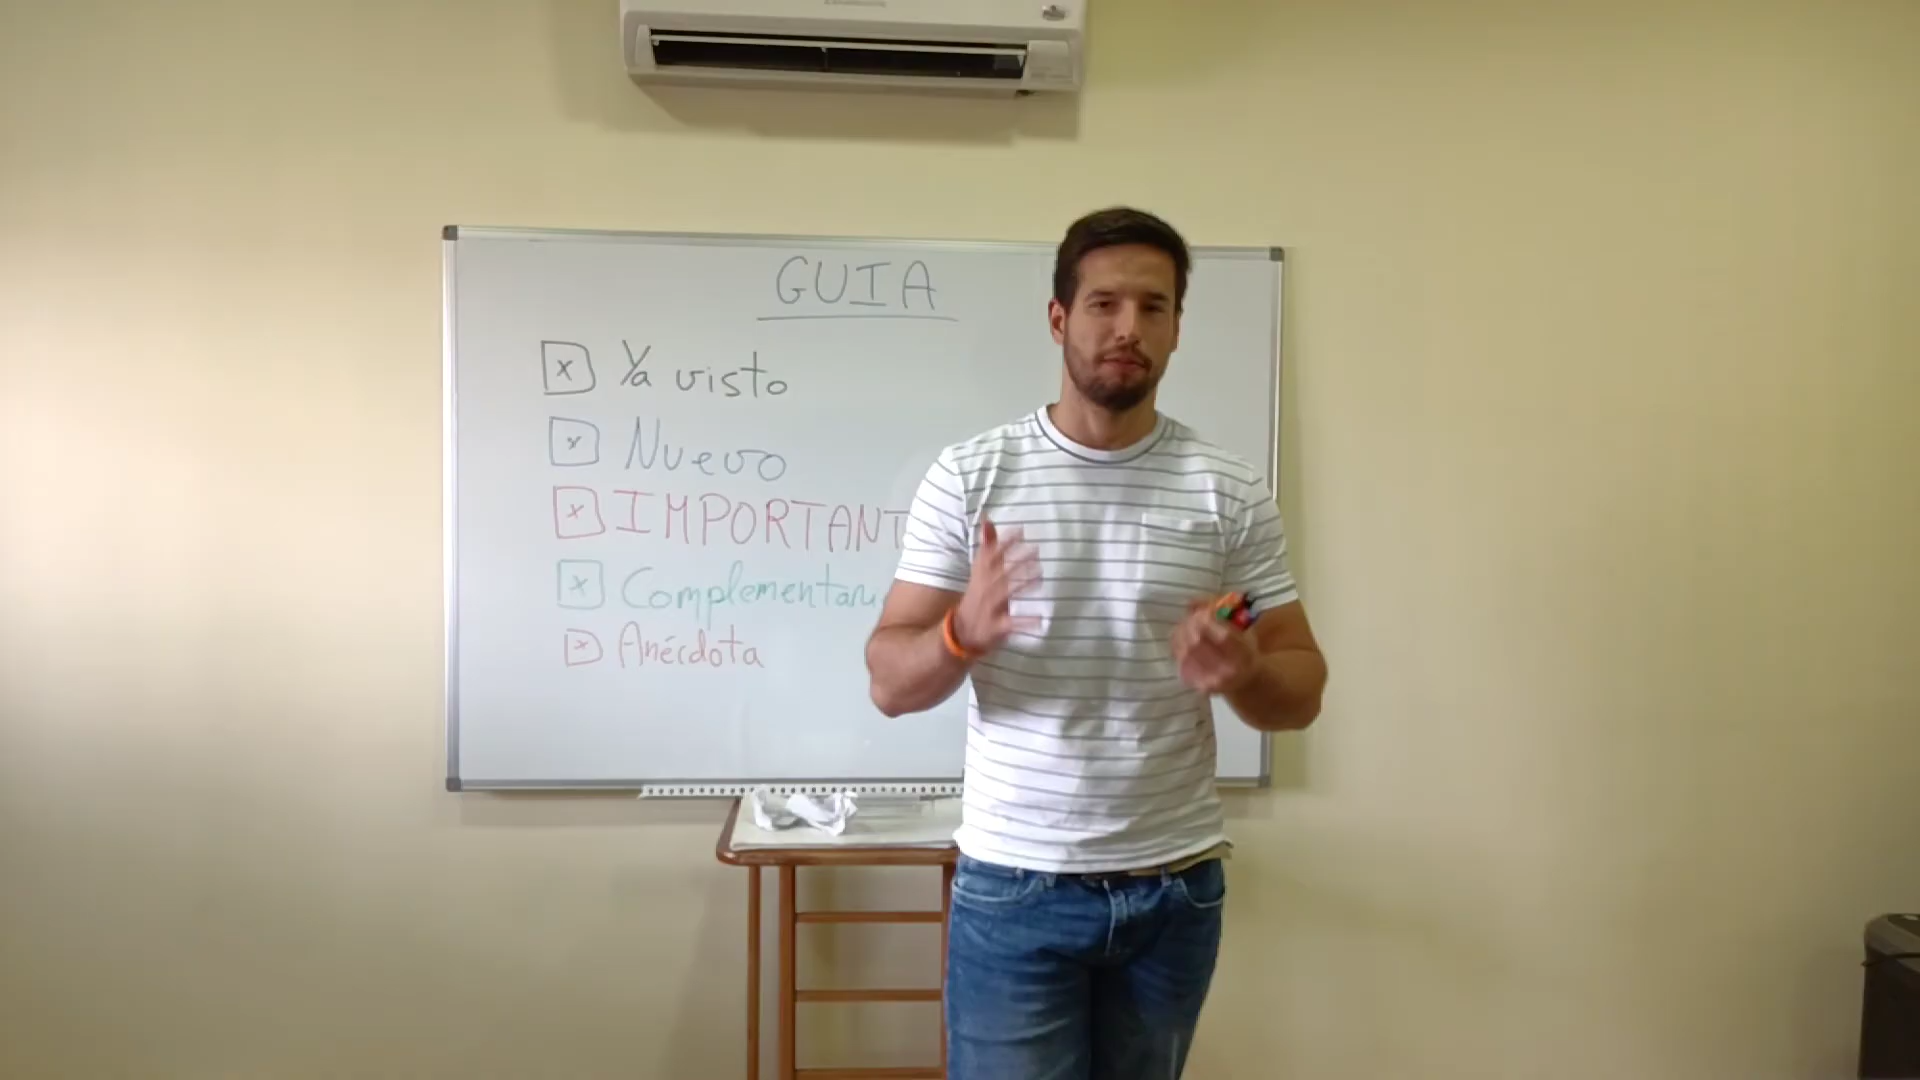 GUIA
x Ya visto
x Nuevo
x IMPORTANT
x Complementari
x Anécdota